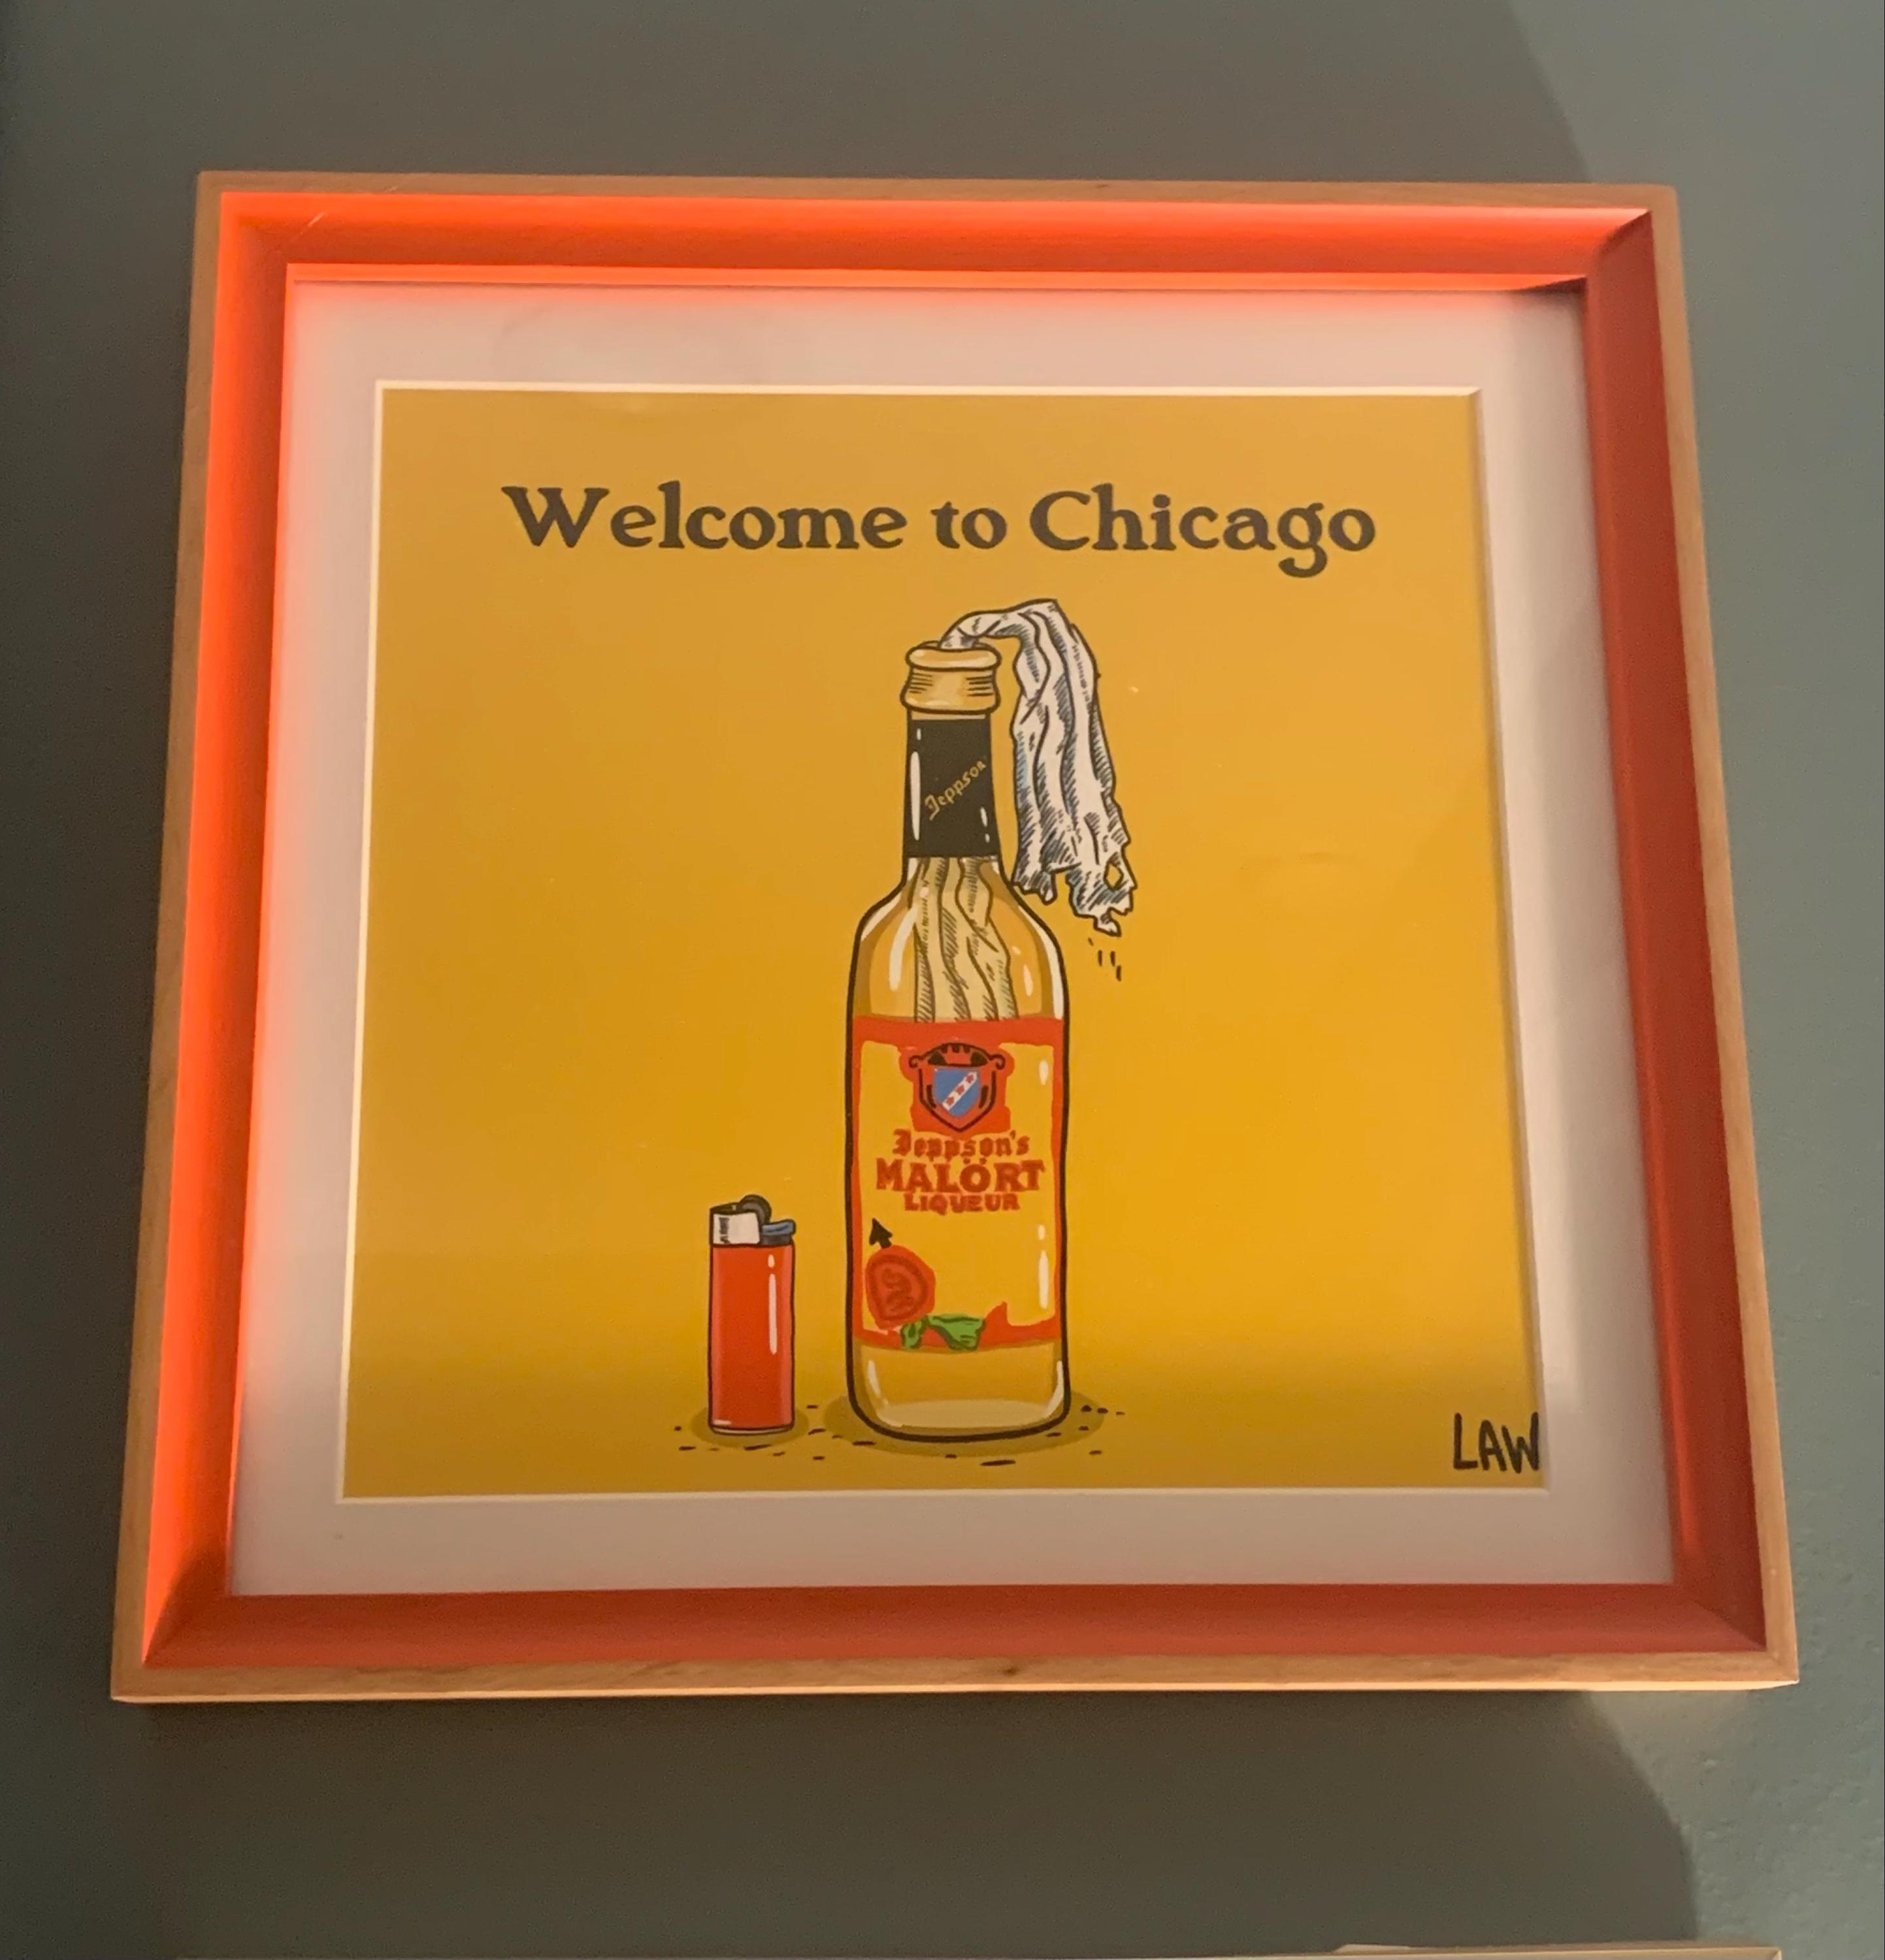 Welcome to Chicago
Jeppson
Jeppson's
MALÖRT
LIQUEUR
LAW